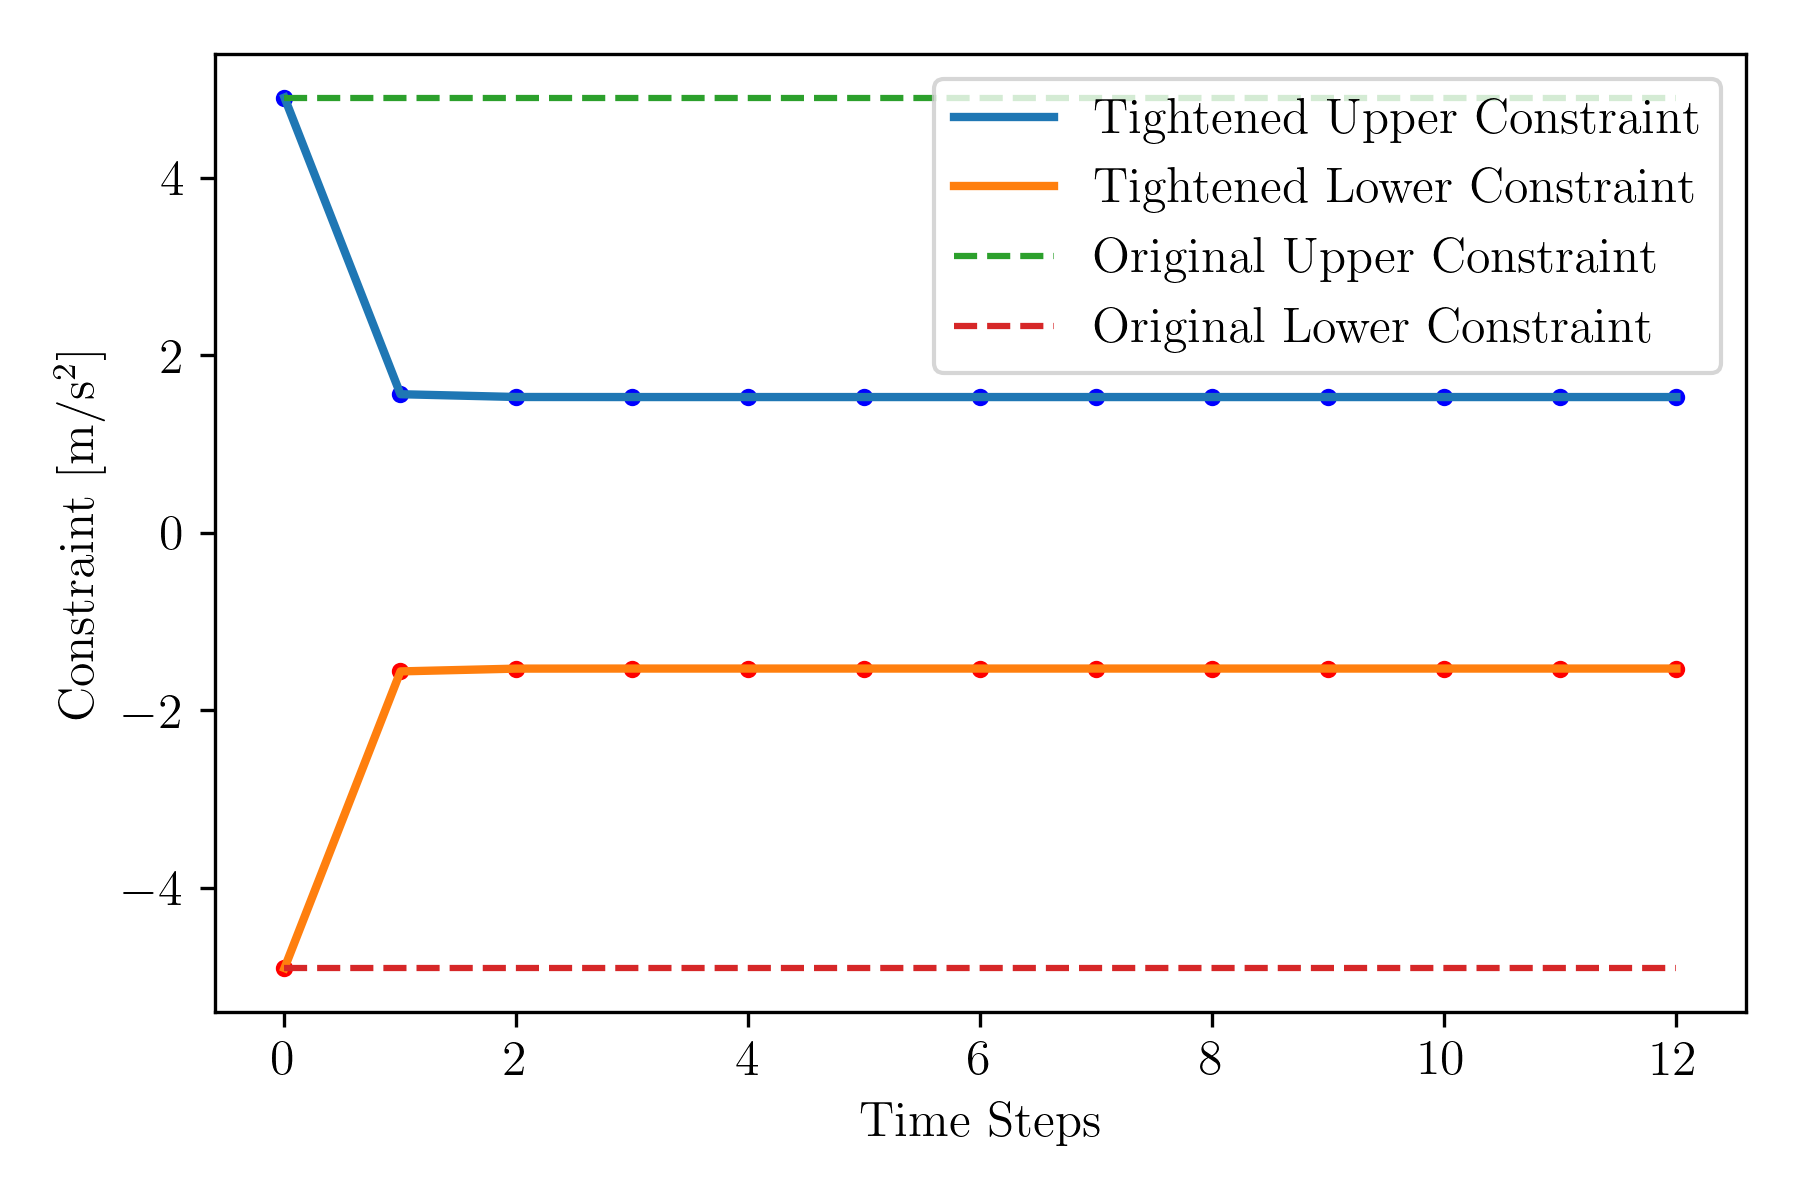 Tightened Upper Constraint
Tightened Lower Constraint
Original Upper Constraint
Original Lower Constraint
4
2
0
−2
−4
Constraint [m/s²]
0 2 4 6 8 10 12
Time Steps